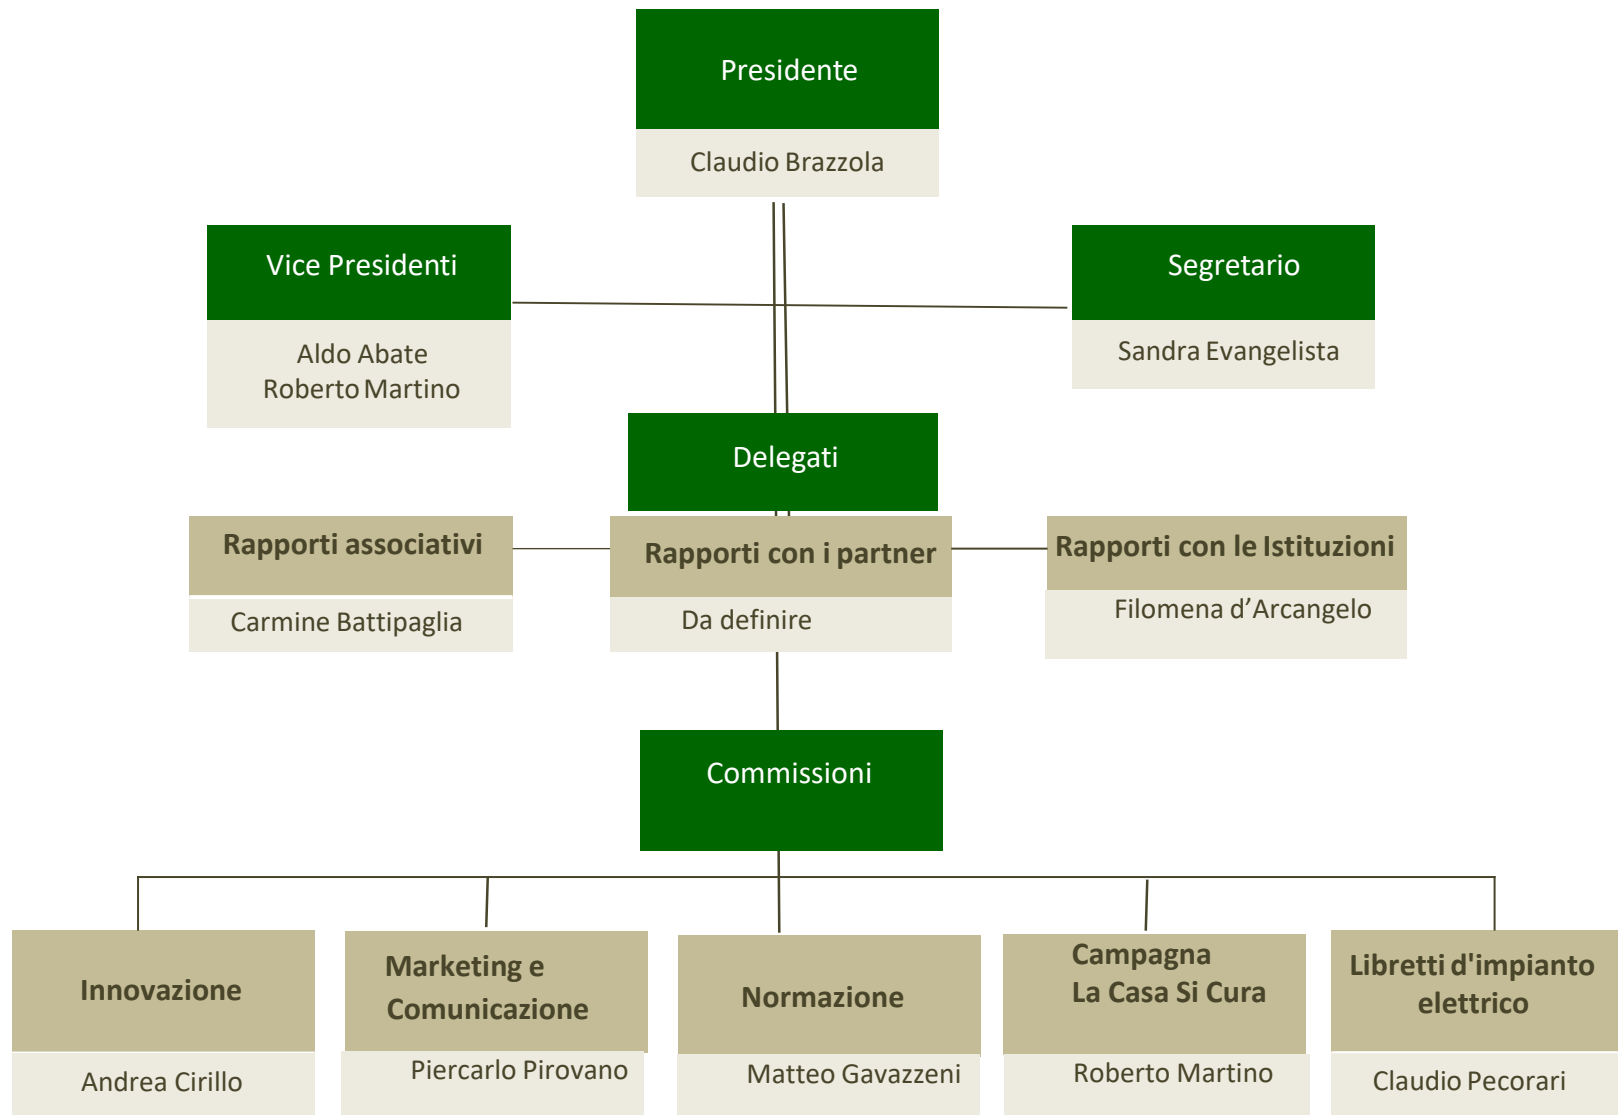 Presidente
Claudio Brazzola
Vice Presidenti
Aldo Abate
Roberto Martino
Segretario
Sandra Evangelista
Delegati
Rapporti associativi
Carmine Battipaglia
Rapporti con i partner
Da definire
Rapporti con le Istituzioni
Filomena d’Arcangelo
Commissioni
Innovazione
Andrea Cirillo
Marketing e
Comunicazione
Piercarlo Pirovano
Normazione
Matteo Gavazzeni
Campagna
La Casa Si Cura
Roberto Martino
Libretti d'impianto
elettrico
Claudio Pecorari